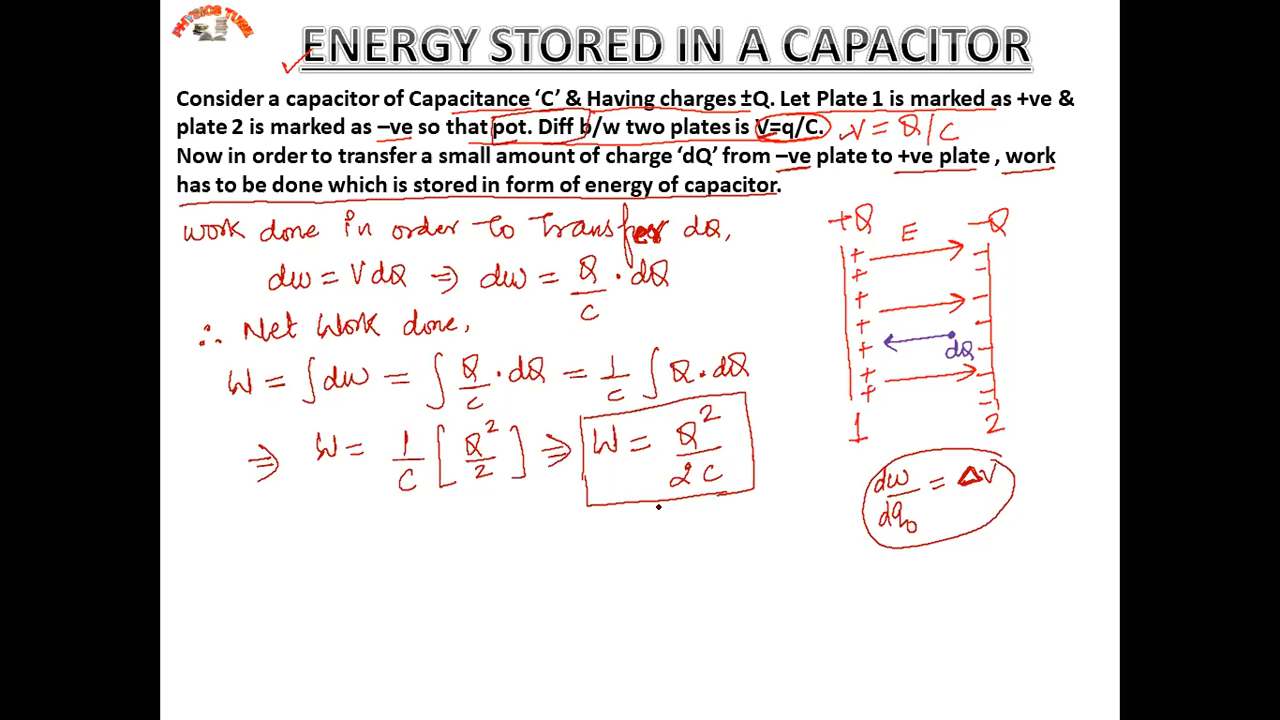 PHYSICS TUBE
ENERGY STORED IN A CAPACITOR
Consider a capacitor of Capacitance ‘C’ & Having charges ±Q. Let Plate 1 is marked as +ve &
plate 2 is marked as –ve so that pot. Diff b/w two plates is V=q/C. V = Q/C
Now in order to transfer a small amount of charge ‘dQ’ from –ve plate to +ve plate , work
has to be done which is stored in form of energy of capacitor.
work done in order to transfer dQ,
dw = VdQ ⇒ dw = Q/C · dQ
∴ Net Work done,
W = ∫dw = ∫ Q/C · dQ = 1/C ∫ Q · dQ
⇒ W = 1/C [Q²/2] ⇒ W = Q²/2C
+Q E –Q
dQ
1 2
dw/dq₀ = ΔV